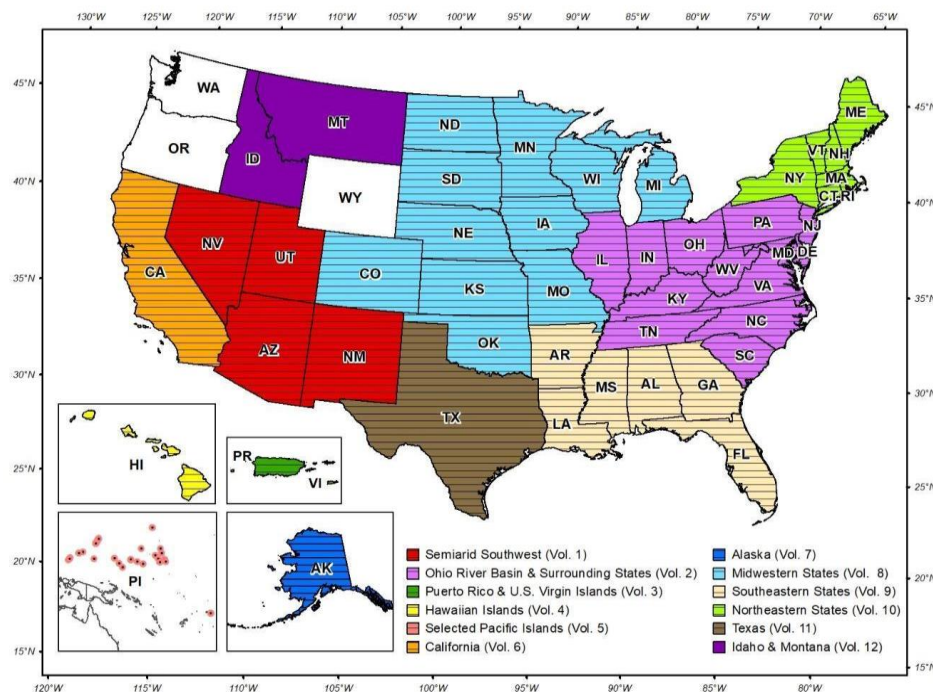 130°W 125°W 120°W 115°W 110°W 105°W 100°W 95°W 90°W 85°W 80°W 75°W 70°W 65°W
45°N
WA
MT
ND
MN
ME
45°N
OR
ID
SD
WI
MI
VT
NH
NY
MA
CT
RI
40°N
WY
40°N
NV
UT
CO
NE
IA
IL
IN
OH
PA
NJ
MD
DE
WV
VA
CA
KS
MO
KY
35°N
35°N
AZ
NM
OK
AR
TN
NC
SC
30°N
TX
LA
MS
AL
GA
30°N
FL
25°N
HI
PR
VI
25°N
20°N
PI
AK
20°N
Semiarid Southwest (Vol. 1)
Ohio River Basin & Surrounding States (Vol. 2)
Puerto Rico & U.S. Virgin Islands (Vol. 3)
Hawaiian Islands (Vol. 4)
Selected Pacific Islands (Vol. 5)
California (Vol. 6)
Alaska (Vol. 7)
Midwestern States (Vol. 8)
Southeastern States (Vol. 9)
Northeastern States (Vol. 10)
Texas (Vol. 11)
Idaho & Montana (Vol. 12)
15°N
15°N
120°W 115°W 110°W 105°W 100°W 95°W 90°W 85°W 80°W